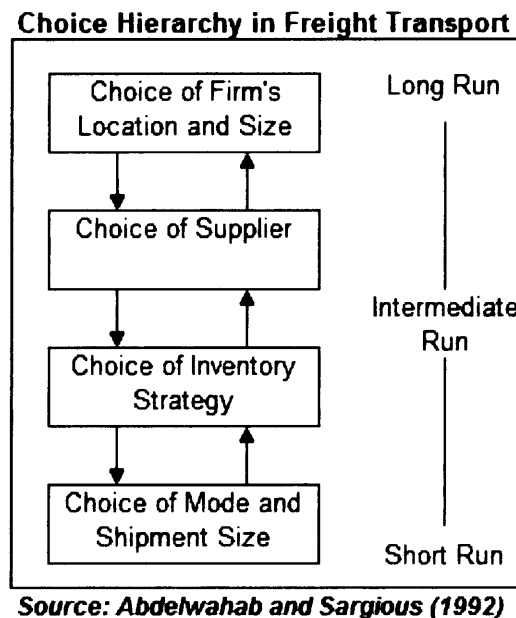 Choice Hierarchy in Freight Transport
Choice of Firm's
Location and Size
Long Run
Choice of Supplier
Intermediate
Run
Choice of Inventory
Strategy
Choice of Mode and
Shipment Size
Short Run
Source: Abdelwahab and Sargious (1992)